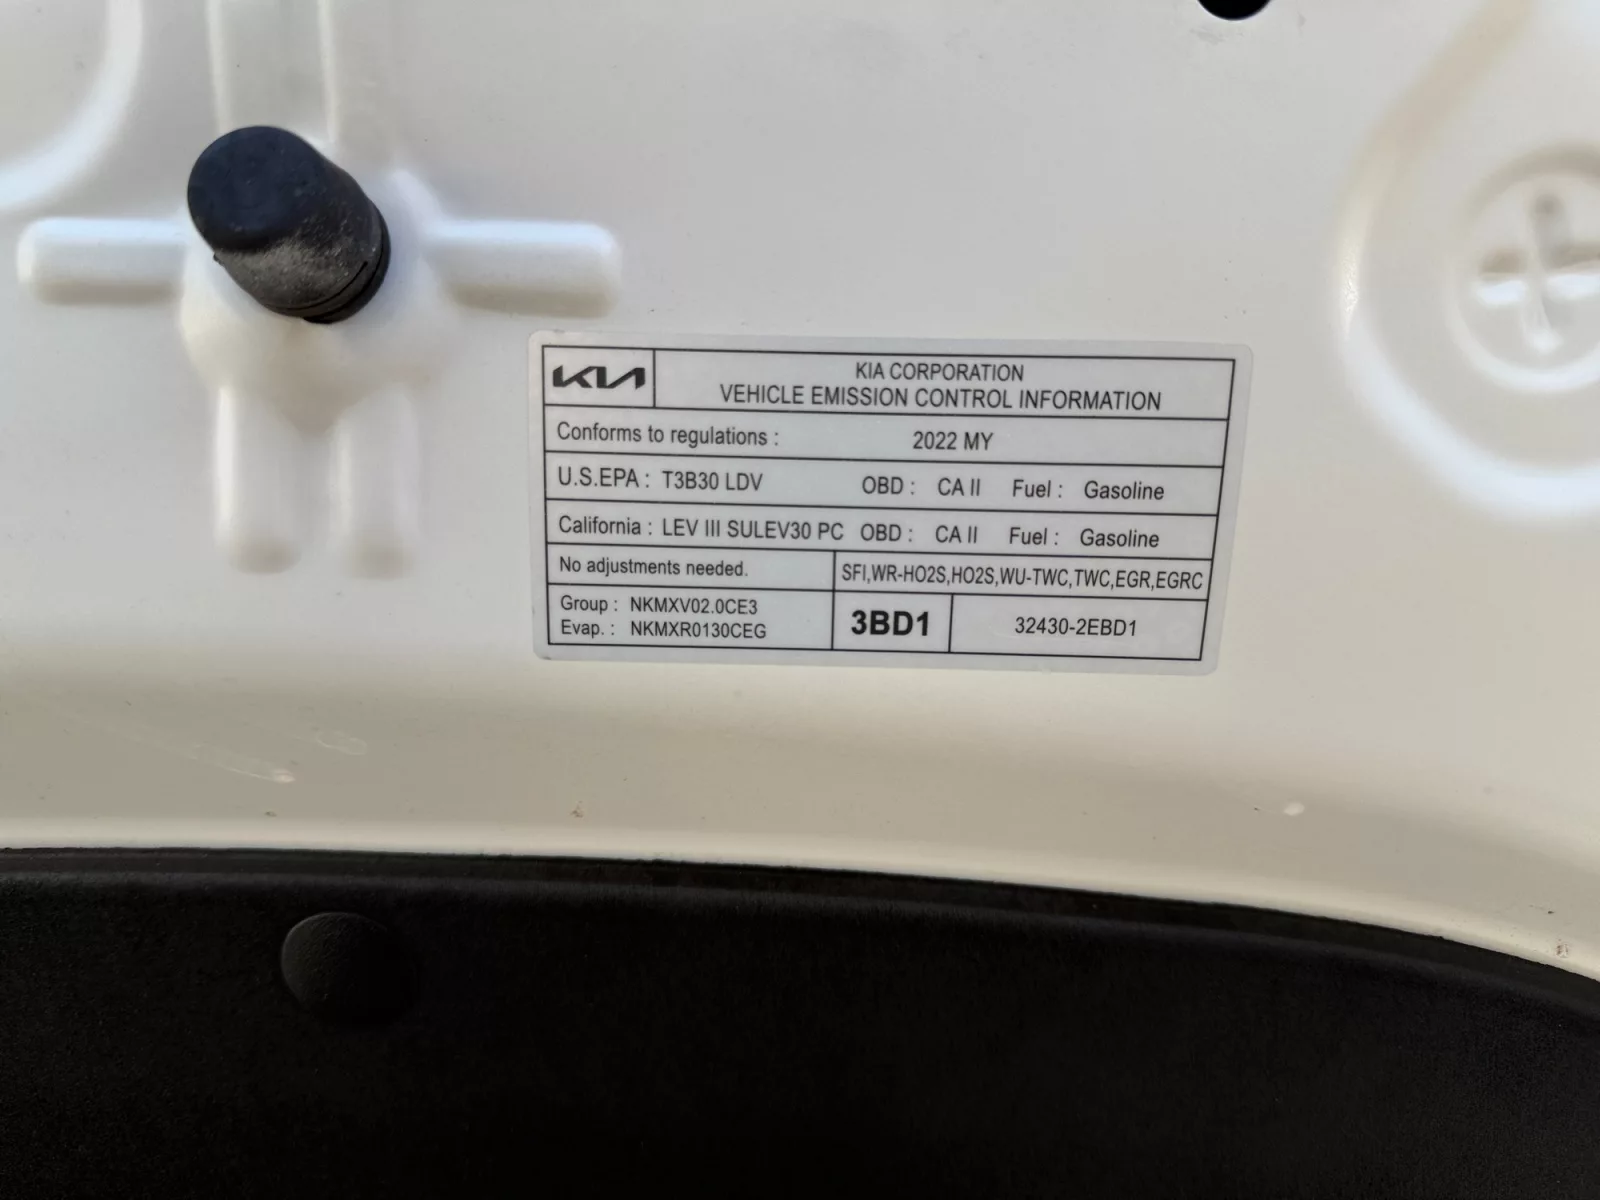 KIA KIA CORPORATION
VEHICLE EMISSION CONTROL INFORMATION
Conforms to regulations : 2022 MY
U.S.EPA : T3B30 LDV OBD : CA II Fuel : Gasoline
California : LEV III SULEV30 PC OBD : CA II Fuel : Gasoline
No adjustments needed. SFI,WR-HO2S,HO2S,WU-TWC,TWC,EGR,EGRC
Group : NKMXV02.0CE3
Evap. : NKMXR0130CEG
3BD1 32430-2EBD1